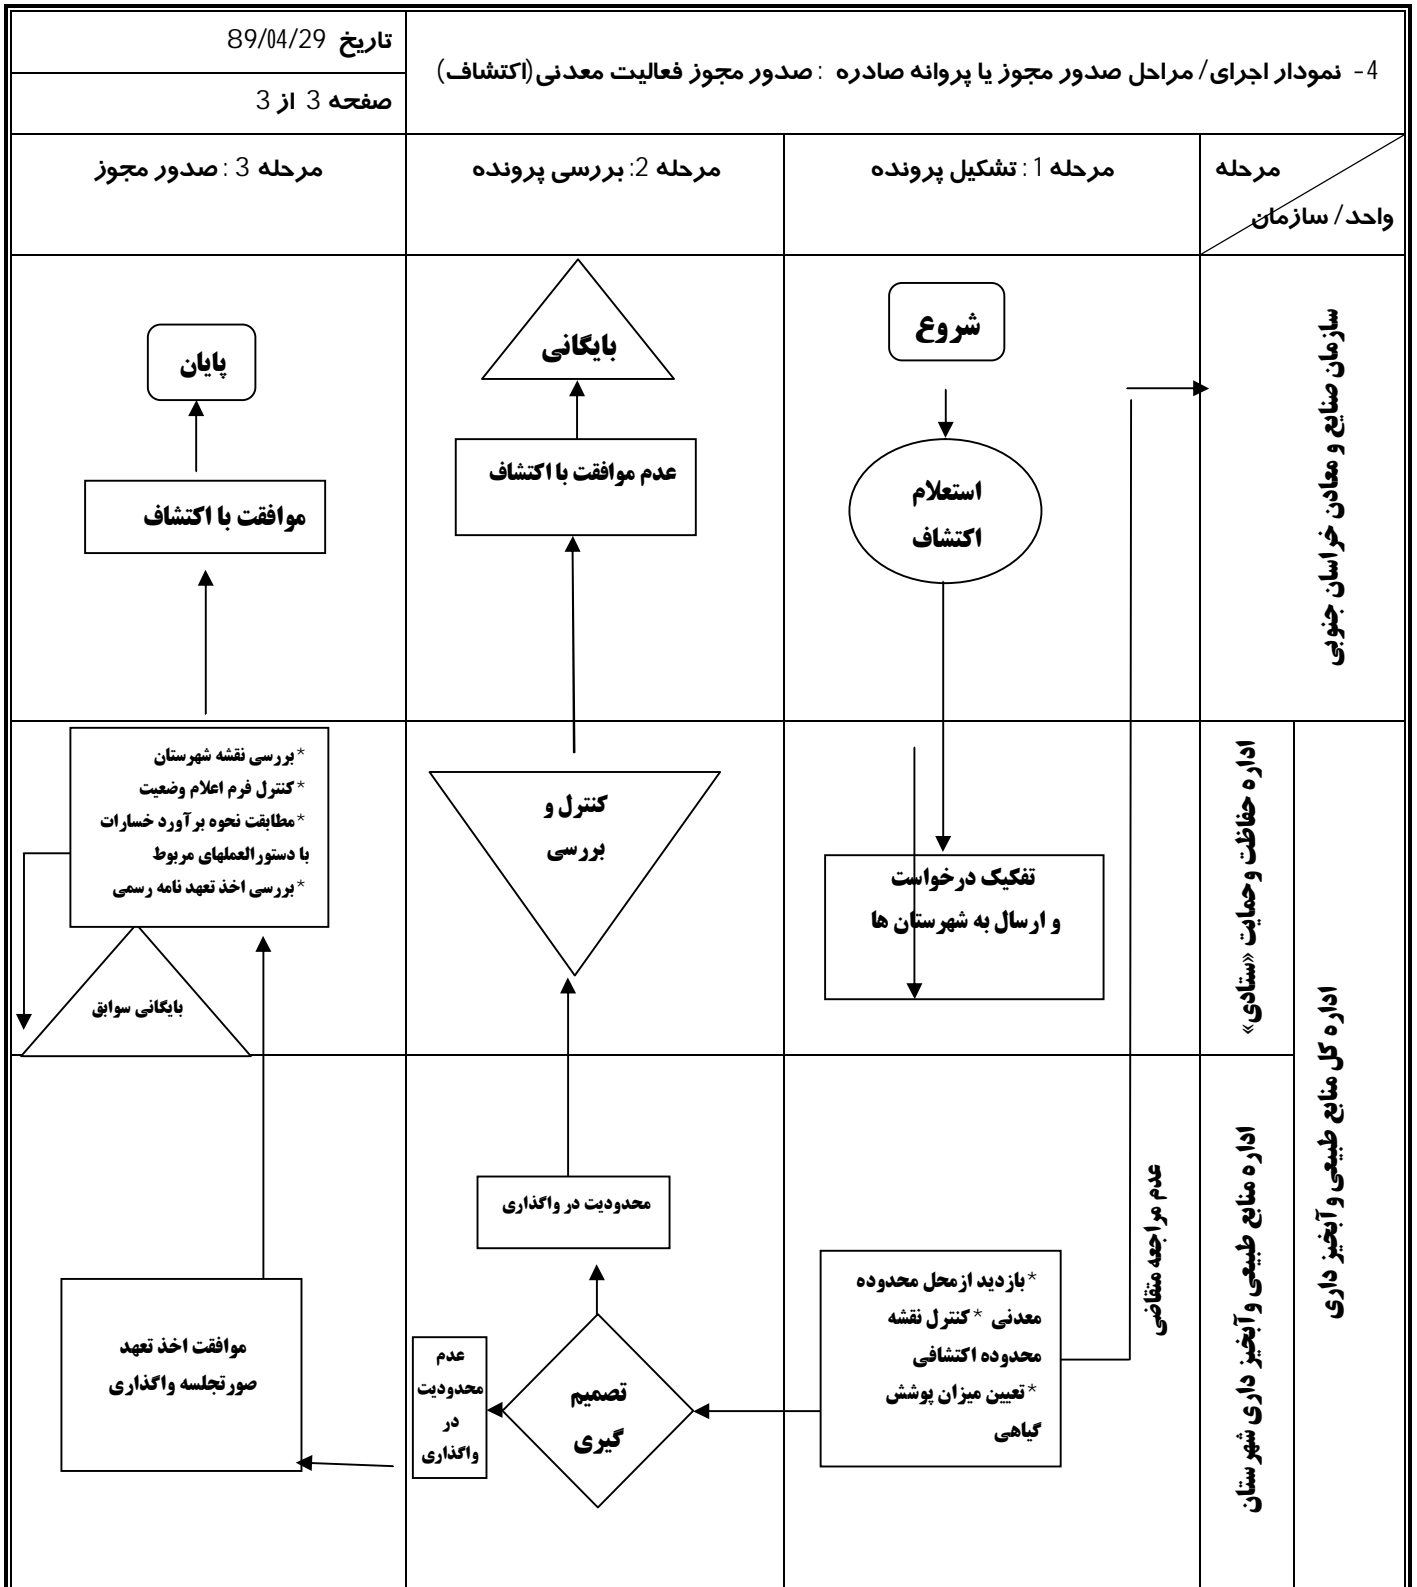 4- نمودار اجرای/ مراحل صدور مجوز یا پروانه صادره : صدور مجوز فعالیت معدنی(اکتشاف)
تاریخ 89/04/29
صفحه 3 از 3
مرحله
واحد/ سازمان
مرحله 1 : تشکیل پرونده
مرحله 2: بررسی پرونده
مرحله 3 : صدور مجوز
سازمان صنایع و معادن خراسان جنوبی
شروع
استعلام
اکتشاف
بایگانی
عدم موافقت با اکتشاف
پایان
موافقت با اکتشاف
اداره کل منابع طبیعی و آبخیز داری
اداره حفاظت و حمایت «ستادی»
تفکیک درخواست
و ارسال به شهرستان ها
کنترل و
بررسی
*بررسی نقشه شهرستان
*کنترل فرم اعلام وضعیت
*مطابقت نحوه برآورد خسارات
با دستورالعملهای مربوط
*بررسی اخذ تعهد نامه رسمی
بایگانی سوابق
اداره منابع طبیعی و آبخیز داری شهرستان
عدم مراجعه متقاضی
*بازدید ازمحل محدوده
معدنی *کنترل نقشه
محدوده اکتشافی
*تعیین میزان پوشش
گیاهی
محدودیت در واگذاری
تصمیم
گیری
عدم
محدودیت
در
واگذاری
موافقت اخذ تعهد
صورتجلسه واگذاری